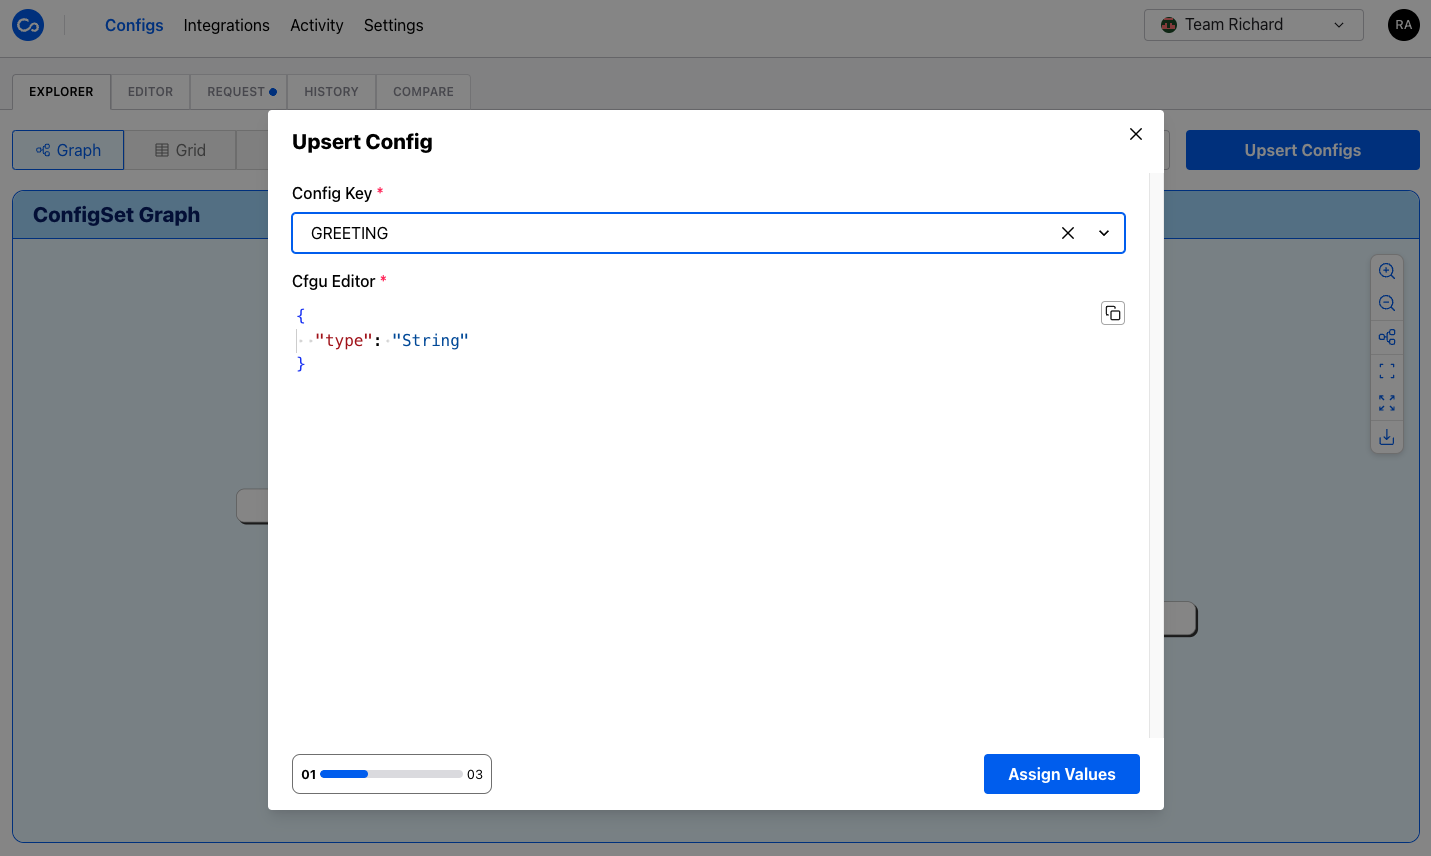 Configs Integrations Activity Settings Team Richard RA
EXPLORER EDITOR REQUEST HISTORY COMPARE
Graph Grid Upsert Configs
ConfigSet Graph
Upsert Config
Config Key *
GREETING
Cfgu Editor *
{
"type": "String"
}
01 03
Assign Values